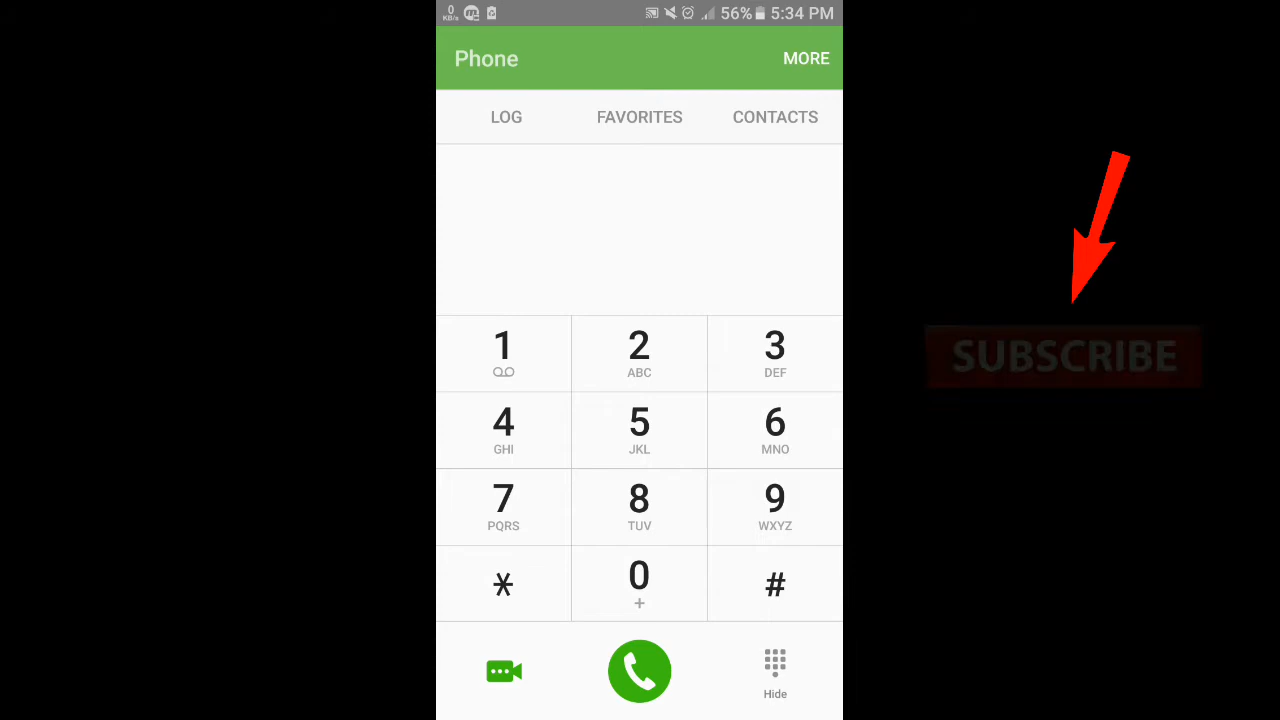 0
KB/s
56% 5:34 PM
Phone
MORE
LOG FAVORITES CONTACTS
1 2 3
ABC DEF
4 5 6
GHI JKL MNO
7 8 9
PQRS TUV WXYZ
* 0 #
+
Hide
SUBSCRIBE